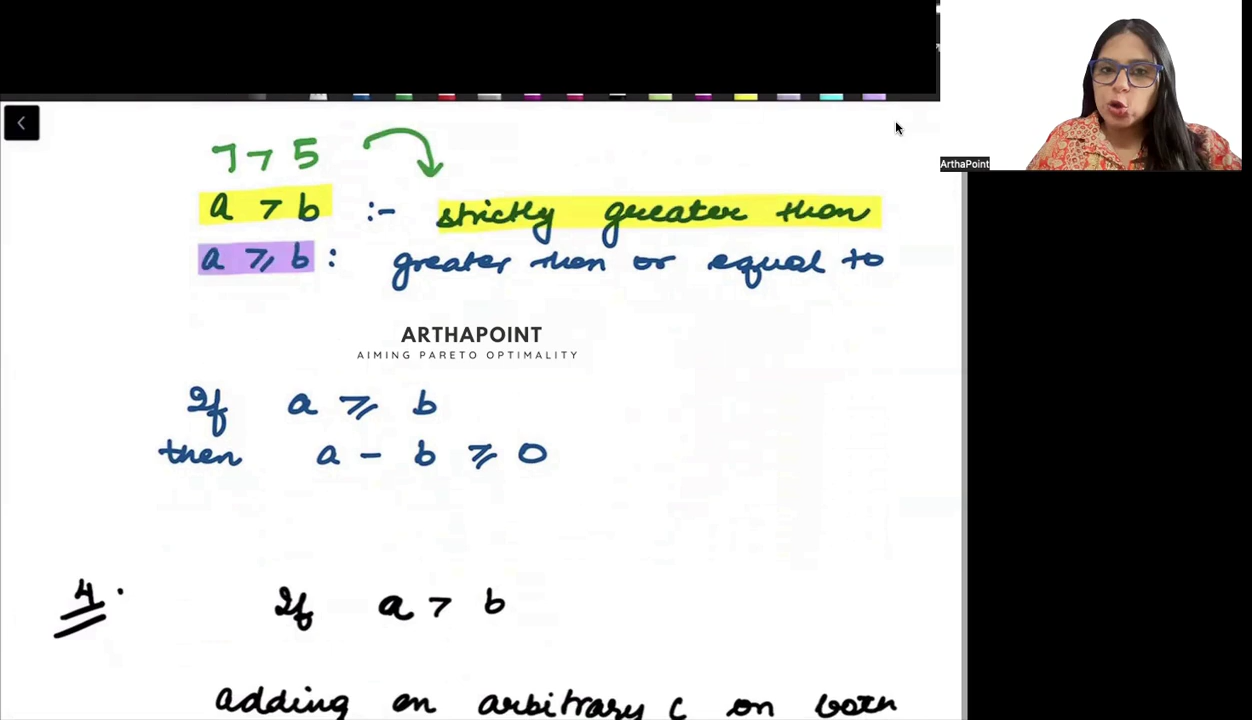 7 > 5
a > b :- strictly greater than
a ≥ b : greater than or equal to
ArthaPoint
ARTHAPOINT
AIMING PARETO OPTIMALITY
If a ≥ b
then a - b ≥ 0
4. If a > b
adding an arbitrary c on both